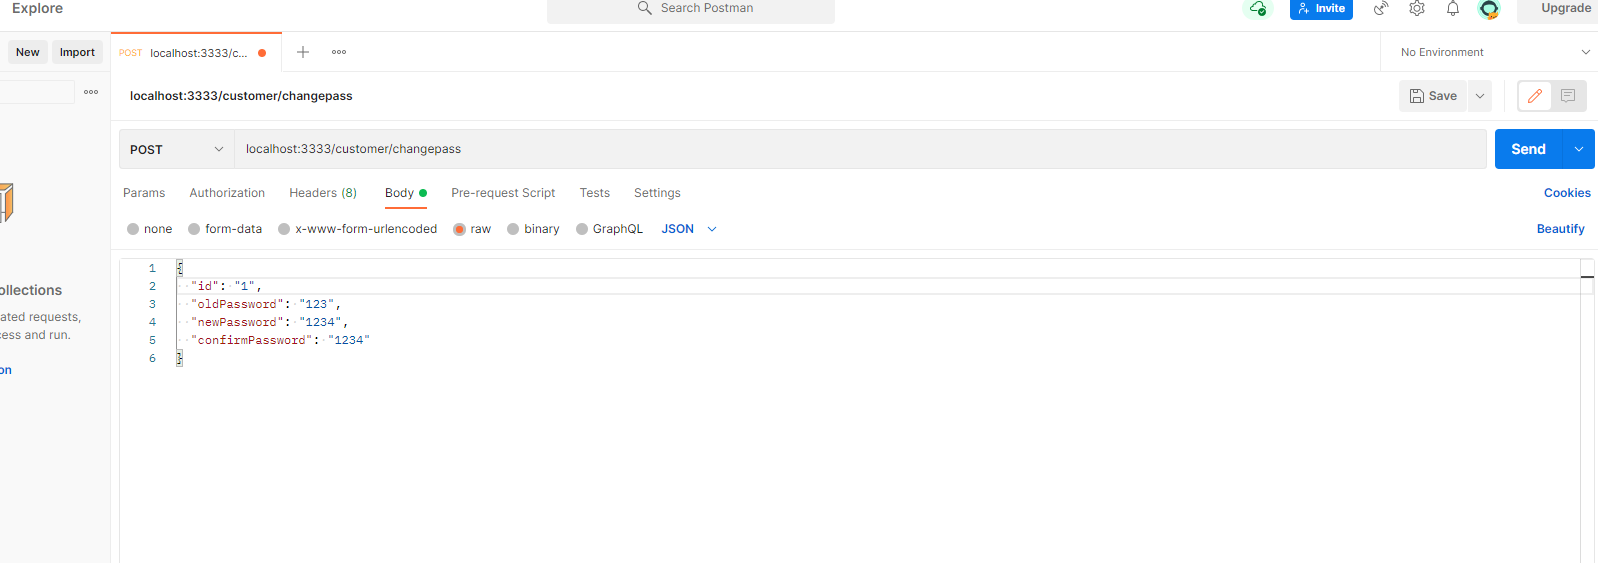 Explore
Search Postman
Invite
Upgrade
New
Import
POST localhost:3333/c...
No Environment
localhost:3333/customer/changepass
Save
POST
localhost:3333/customer/changepass
Send
Params Authorization Headers (8) Body Pre-request Script Tests Settings
Cookies
none form-data x-www-form-urlencoded raw binary GraphQL JSON
Beautify
1 {
2 "id": "1",
3 "oldPassword": "123",
4 "newPassword": "1234",
5 "confirmPassword": "1234"
6 }
ollections
ated requests,
cess and run.
on